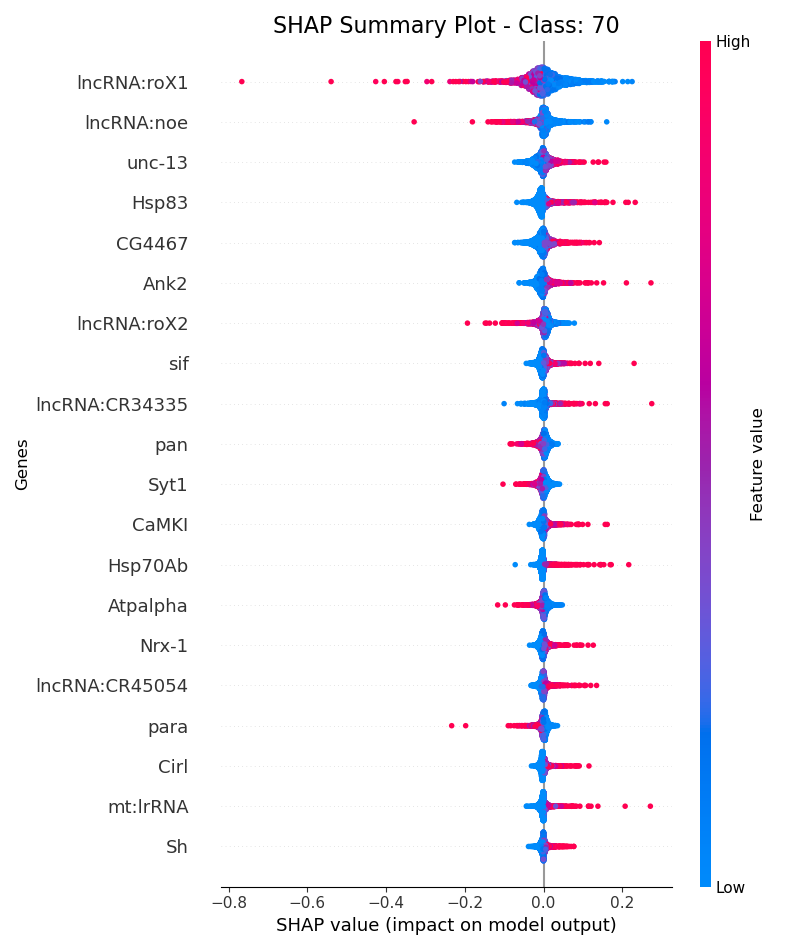 SHAP Summary Plot - Class: 70
High
lncRNA:roX1
lncRNA:noe
unc-13
Hsp83
CG4467
Ank2
lncRNA:roX2
sif
lncRNA:CR34335
pan
Syt1
CaMKI
Hsp70Ab
Atpalpha
Nrx-1
lncRNA:CR45054
para
Cirl
mt:lrRNA
Sh
Genes
Feature value
Low
−0.8 −0.6 −0.4 −0.2 0.0 0.2
SHAP value (impact on model output)